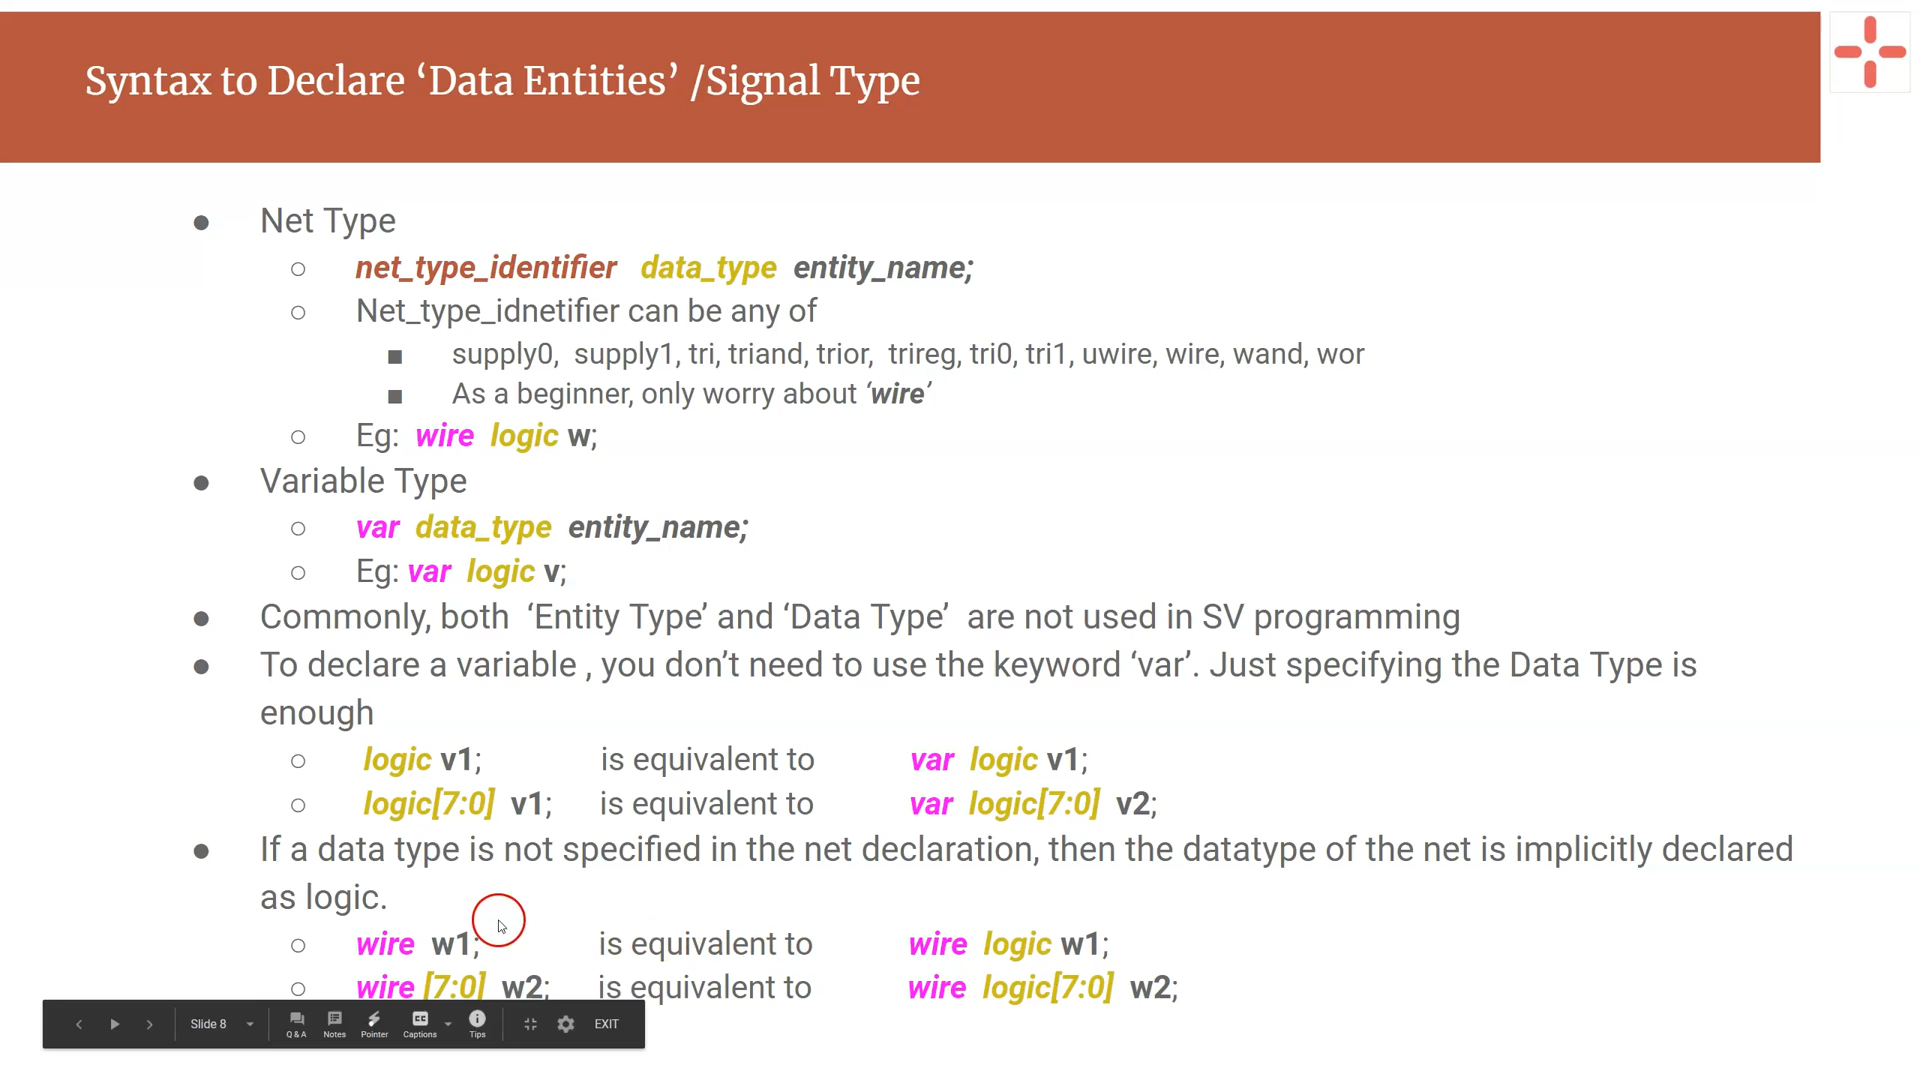 Syntax to Declare ‘Data Entities’ /Signal Type
● Net Type
○ net_type_identifier data_type entity_name;
○ Net_type_idnetifier can be any of
■ supply0, supply1, tri, triand, trior, trireg, tri0, tri1, uwire, wire, wand, wor
■ As a beginner, only worry about ‘wire’
○ Eg: wire logic w;
● Variable Type
○ var data_type entity_name;
○ Eg: var logic v;
● Commonly, both ‘Entity Type’ and ‘Data Type’ are not used in SV programming
● To declare a variable , you don’t need to use the keyword ‘var’. Just specifying the Data Type is
enough
○ logic v1; is equivalent to var logic v1;
○ logic[7:0] v1; is equivalent to var logic[7:0] v2;
● If a data type is not specified in the net declaration, then the datatype of the net is implicitly declared
as logic.
○ wire w1; is equivalent to wire logic w1;
○ wire [7:0] w2; is equivalent to wire logic[7:0] w2;
Slide 8 Q & A Notes Pointer CC Captions Tips EXIT